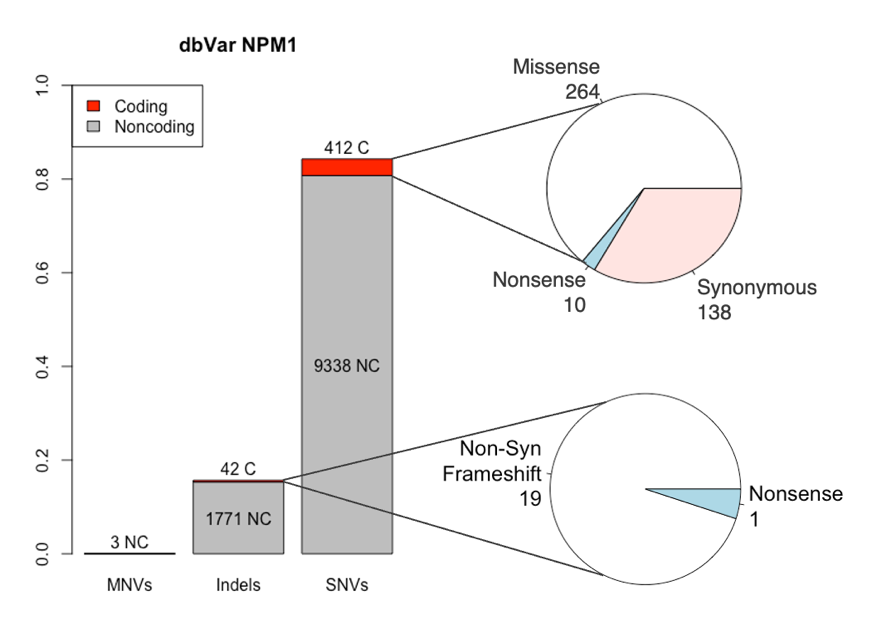 dbVar NPM1
Coding
Noncoding
0.0
0.2
0.4
0.6
0.8
1.0
3 NC
42 C
1771 NC
412 C
9338 NC
MNVs
Indels
SNVs
Missense
264
Nonsense
10
Synonymous
138
Non-Syn
Frameshift
19
Nonsense
1